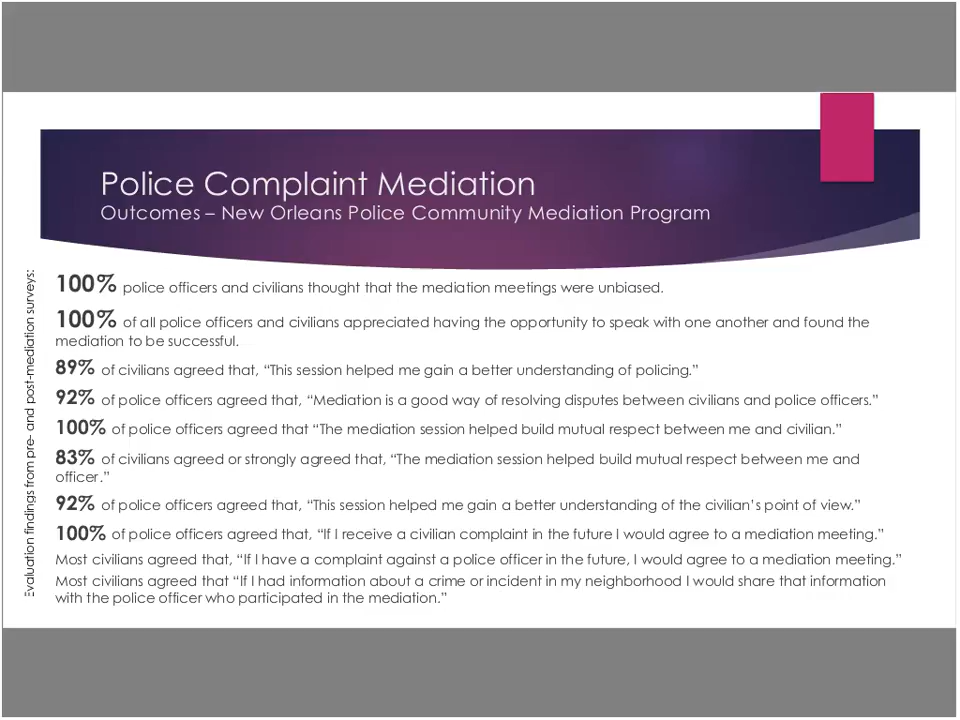 Police Complaint Mediation
Outcomes – New Orleans Police Community Mediation Program
Evaluation findings from pre- and post-mediation surveys:
100% police officers and civilians thought that the mediation meetings were unbiased.
100% of all police officers and civilians appreciated having the opportunity to speak with one another and found the
mediation to be successful.
89% of civilians agreed that, “This session helped me gain a better understanding of policing.”
92% of police officers agreed that, “Mediation is a good way of resolving disputes between civilians and police officers.”
100% of police officers agreed that “The mediation session helped build mutual respect between me and civilian.”
83% of civilians agreed or strongly agreed that, “The mediation session helped build mutual respect between me and
officer.”
92% of police officers agreed that, “This session helped me gain a better understanding of the civilian’s point of view.”
100% of police officers agreed that, “If I receive a civilian complaint in the future I would agree to a mediation meeting.”
Most civilians agreed that, “If I have a complaint against a police officer in the future, I would agree to a mediation meeting.”
Most civilians agreed that “If I had information about a crime or incident in my neighborhood I would share that information
with the police officer who participated in the mediation.”